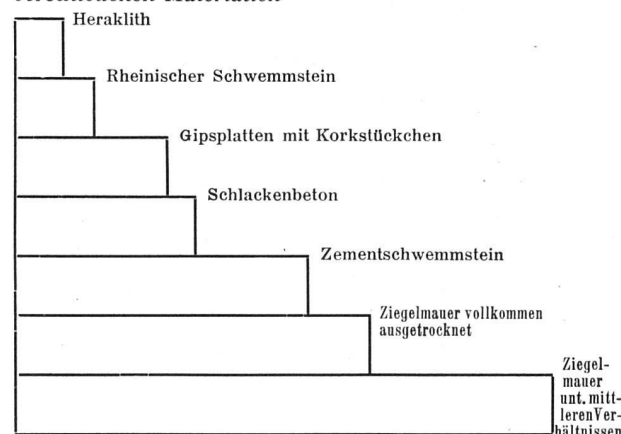 Heraklith
Rheinischer Schwemmstein
Gipsplatten mit Korkstückchen
Schlackenbeton
Zementschwemmstein
Ziegelmauer vollkommen
ausgetrocknet
Ziegel-
mauer
unt. mitt-
leren Ver-
hältnissen